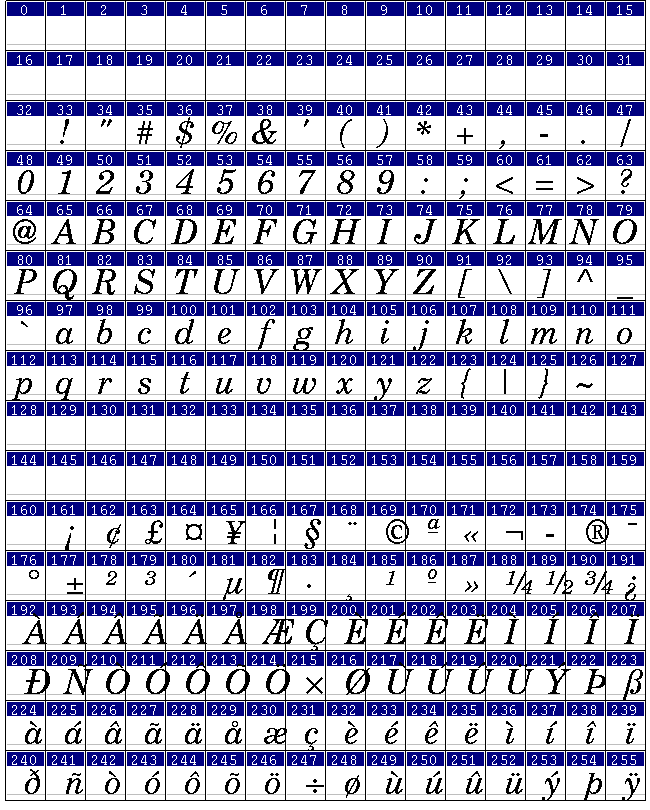 0 1 2 3 4 5 6 7 8 9 10 11 12 13 14 15
16 17 18 19 20 21 22 23 24 25 26 27 28 29 30 31
32 33 34 35 36 37 38 39 40 41 42 43 44 45 46 47
! " # $ % & ' ( ) * + , - . /
48 49 50 51 52 53 54 55 56 57 58 59 60 61 62 63
0 1 2 3 4 5 6 7 8 9 : ; < = > ?
64 65 66 67 68 69 70 71 72 73 74 75 76 77 78 79
@ A B C D E F G H I J K L M N O
80 81 82 83 84 85 86 87 88 89 90 91 92 93 94 95
P Q R S T U V W X Y Z [ \ ] ^ _
96 97 98 99 100 101 102 103 104 105 106 107 108 109 110 111
` a b c d e f g h i j k l m n o
112 113 114 115 116 117 118 119 120 121 122 123 124 125 126 127
p q r s t u v w x y z { | } ~
128 129 130 131 132 133 134 135 136 137 138 139 140 141 142 143
144 145 146 147 148 149 150 151 152 153 154 155 156 157 158 159
160 161 162 163 164 165 166 167 168 169 170 171 172 173 174 175
¡ ¢ £ ¤ ¥ ¦ § ¨ © ª « ¬ - ® ¯
176 177 178 179 180 181 182 183 184 185 186 187 188 189 190 191
° ± ² ³ ´ µ ¶ · ¸ ¹ º » ¼ ½ ¾ ¿
192 193 194 195 196 197 198 199 200 201 202 203 204 205 206 207
À Á Â Ã Ä Å Æ Ç È É Ê Ë Ì Í Î Ï
208 209 210 211 212 213 214 215 216 217 218 219 220 221 222 223
Ð Ñ Ò Ó Ô Õ Ö × Ø Ù Ú Û Ü Ý Þ ß
224 225 226 227 228 229 230 231 232 233 234 235 236 237 238 239
à á â ã ä å æ ç è é ê ë ì í î ï
240 241 242 243 244 245 246 247 248 249 250 251 252 253 254 255
ð ñ ò ó ô õ ö ÷ ø ù ú û ü ý þ ÿ